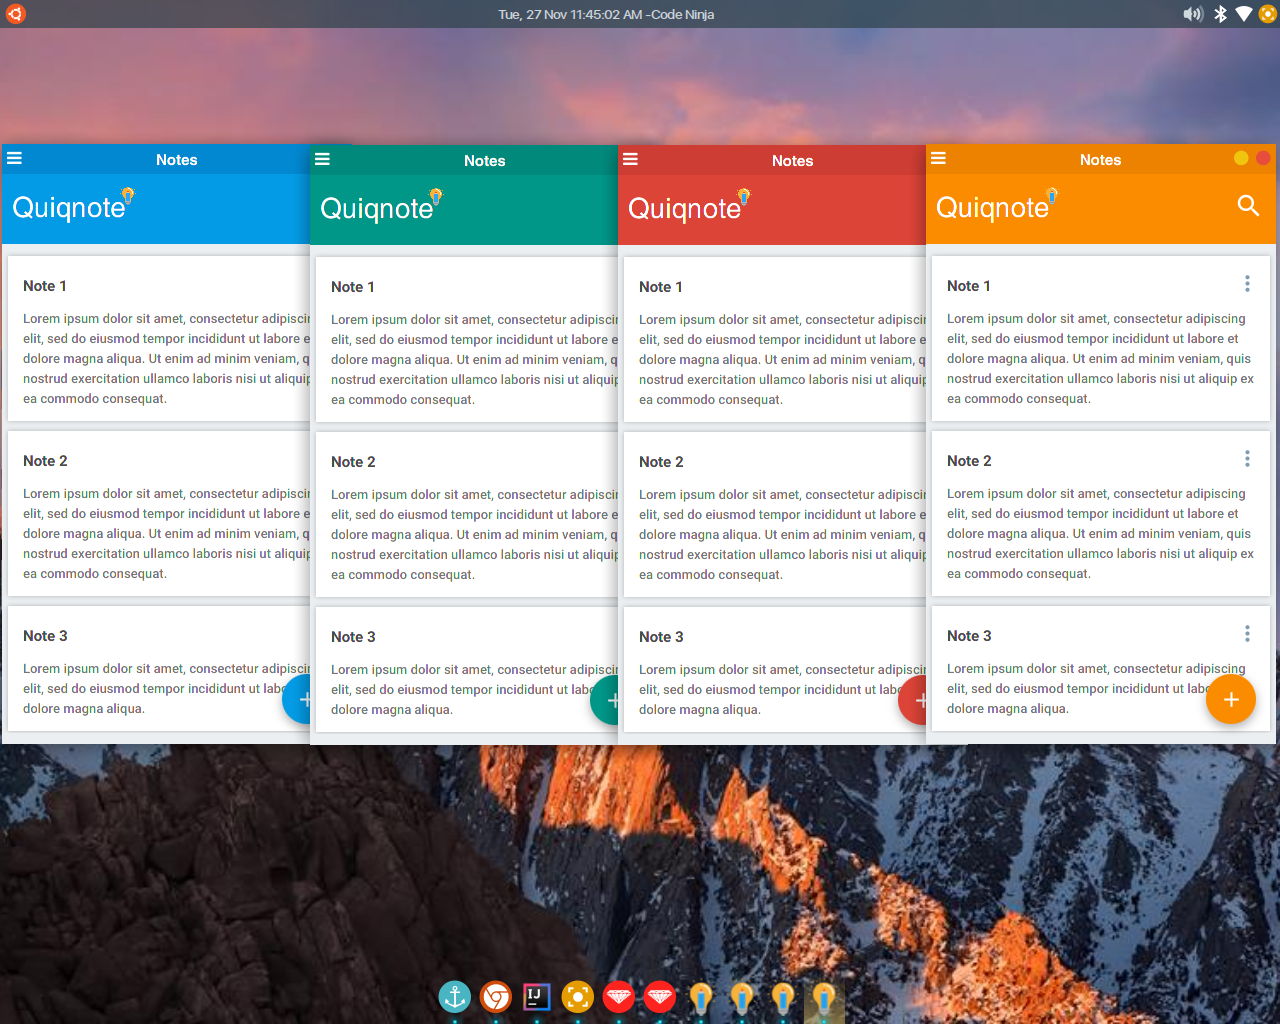 Tue, 27 Nov 11:45:02 AM -Code Ninja
Notes
Quiqnote
Note 1
Lorem ipsum dolor sit amet, consectetur adipisci
elit, sed do eiusmod tempor incididunt ut labore e
dolore magna aliqua. Ut enim ad minim veniam, q
nostrud exercitation ullamco laboris nisi ut aliquip
ea commodo consequat.
Note 2
Lorem ipsum dolor sit amet, consectetur adipisci
elit, sed do eiusmod tempor incididunt ut labore e
dolore magna aliqua. Ut enim ad minim veniam, q
nostrud exercitation ullamco laboris nisi ut aliquip
ea commodo consequat.
Note 3
Lorem ipsum dolor sit amet, consectetur adipisci
elit, sed do eiusmod tempor incididunt ut labo
dolore magna aliqua.
Notes
Quiqnote
Note 1
Lorem ipsum dolor sit amet, consectetur adipisci
elit, sed do eiusmod tempor incididunt ut labore e
dolore magna aliqua. Ut enim ad minim veniam, q
nostrud exercitation ullamco laboris nisi ut aliquip
ea commodo consequat.
Note 2
Lorem ipsum dolor sit amet, consectetur adipisci
elit, sed do eiusmod tempor incididunt ut labore e
dolore magna aliqua. Ut enim ad minim veniam, q
nostrud exercitation ullamco laboris nisi ut aliquip
ea commodo consequat.
Note 3
Lorem ipsum dolor sit amet, consectetur adipisci
elit, sed do eiusmod tempor incididunt ut labo
dolore magna aliqua.
Notes
Quiqnote
Note 1
Lorem ipsum dolor sit amet, consectetur adipisci
elit, sed do eiusmod tempor incididunt ut labore e
dolore magna aliqua. Ut enim ad minim veniam, q
nostrud exercitation ullamco laboris nisi ut aliquip
ea commodo consequat.
Note 2
Lorem ipsum dolor sit amet, consectetur adipisci
elit, sed do eiusmod tempor incididunt ut labore e
dolore magna aliqua. Ut enim ad minim veniam, q
nostrud exercitation ullamco laboris nisi ut aliquip
ea commodo consequat.
Note 3
Lorem ipsum dolor sit amet, consectetur adipisci
elit, sed do eiusmod tempor incididunt ut labo
dolore magna aliqua.
Notes
Quiqnote
Note 1
Lorem ipsum dolor sit amet, consectetur adipiscing
elit, sed do eiusmod tempor incididunt ut labore et
dolore magna aliqua. Ut enim ad minim veniam, quis
nostrud exercitation ullamco laboris nisi ut aliquip ex
ea commodo consequat.
Note 2
Lorem ipsum dolor sit amet, consectetur adipiscing
elit, sed do eiusmod tempor incididunt ut labore et
dolore magna aliqua. Ut enim ad minim veniam, quis
nostrud exercitation ullamco laboris nisi ut aliquip ex
ea commodo consequat.
Note 3
Lorem ipsum dolor sit amet, consectetur adipiscing
elit, sed do eiusmod tempor incididunt ut labo
dolore magna aliqua.
IJ